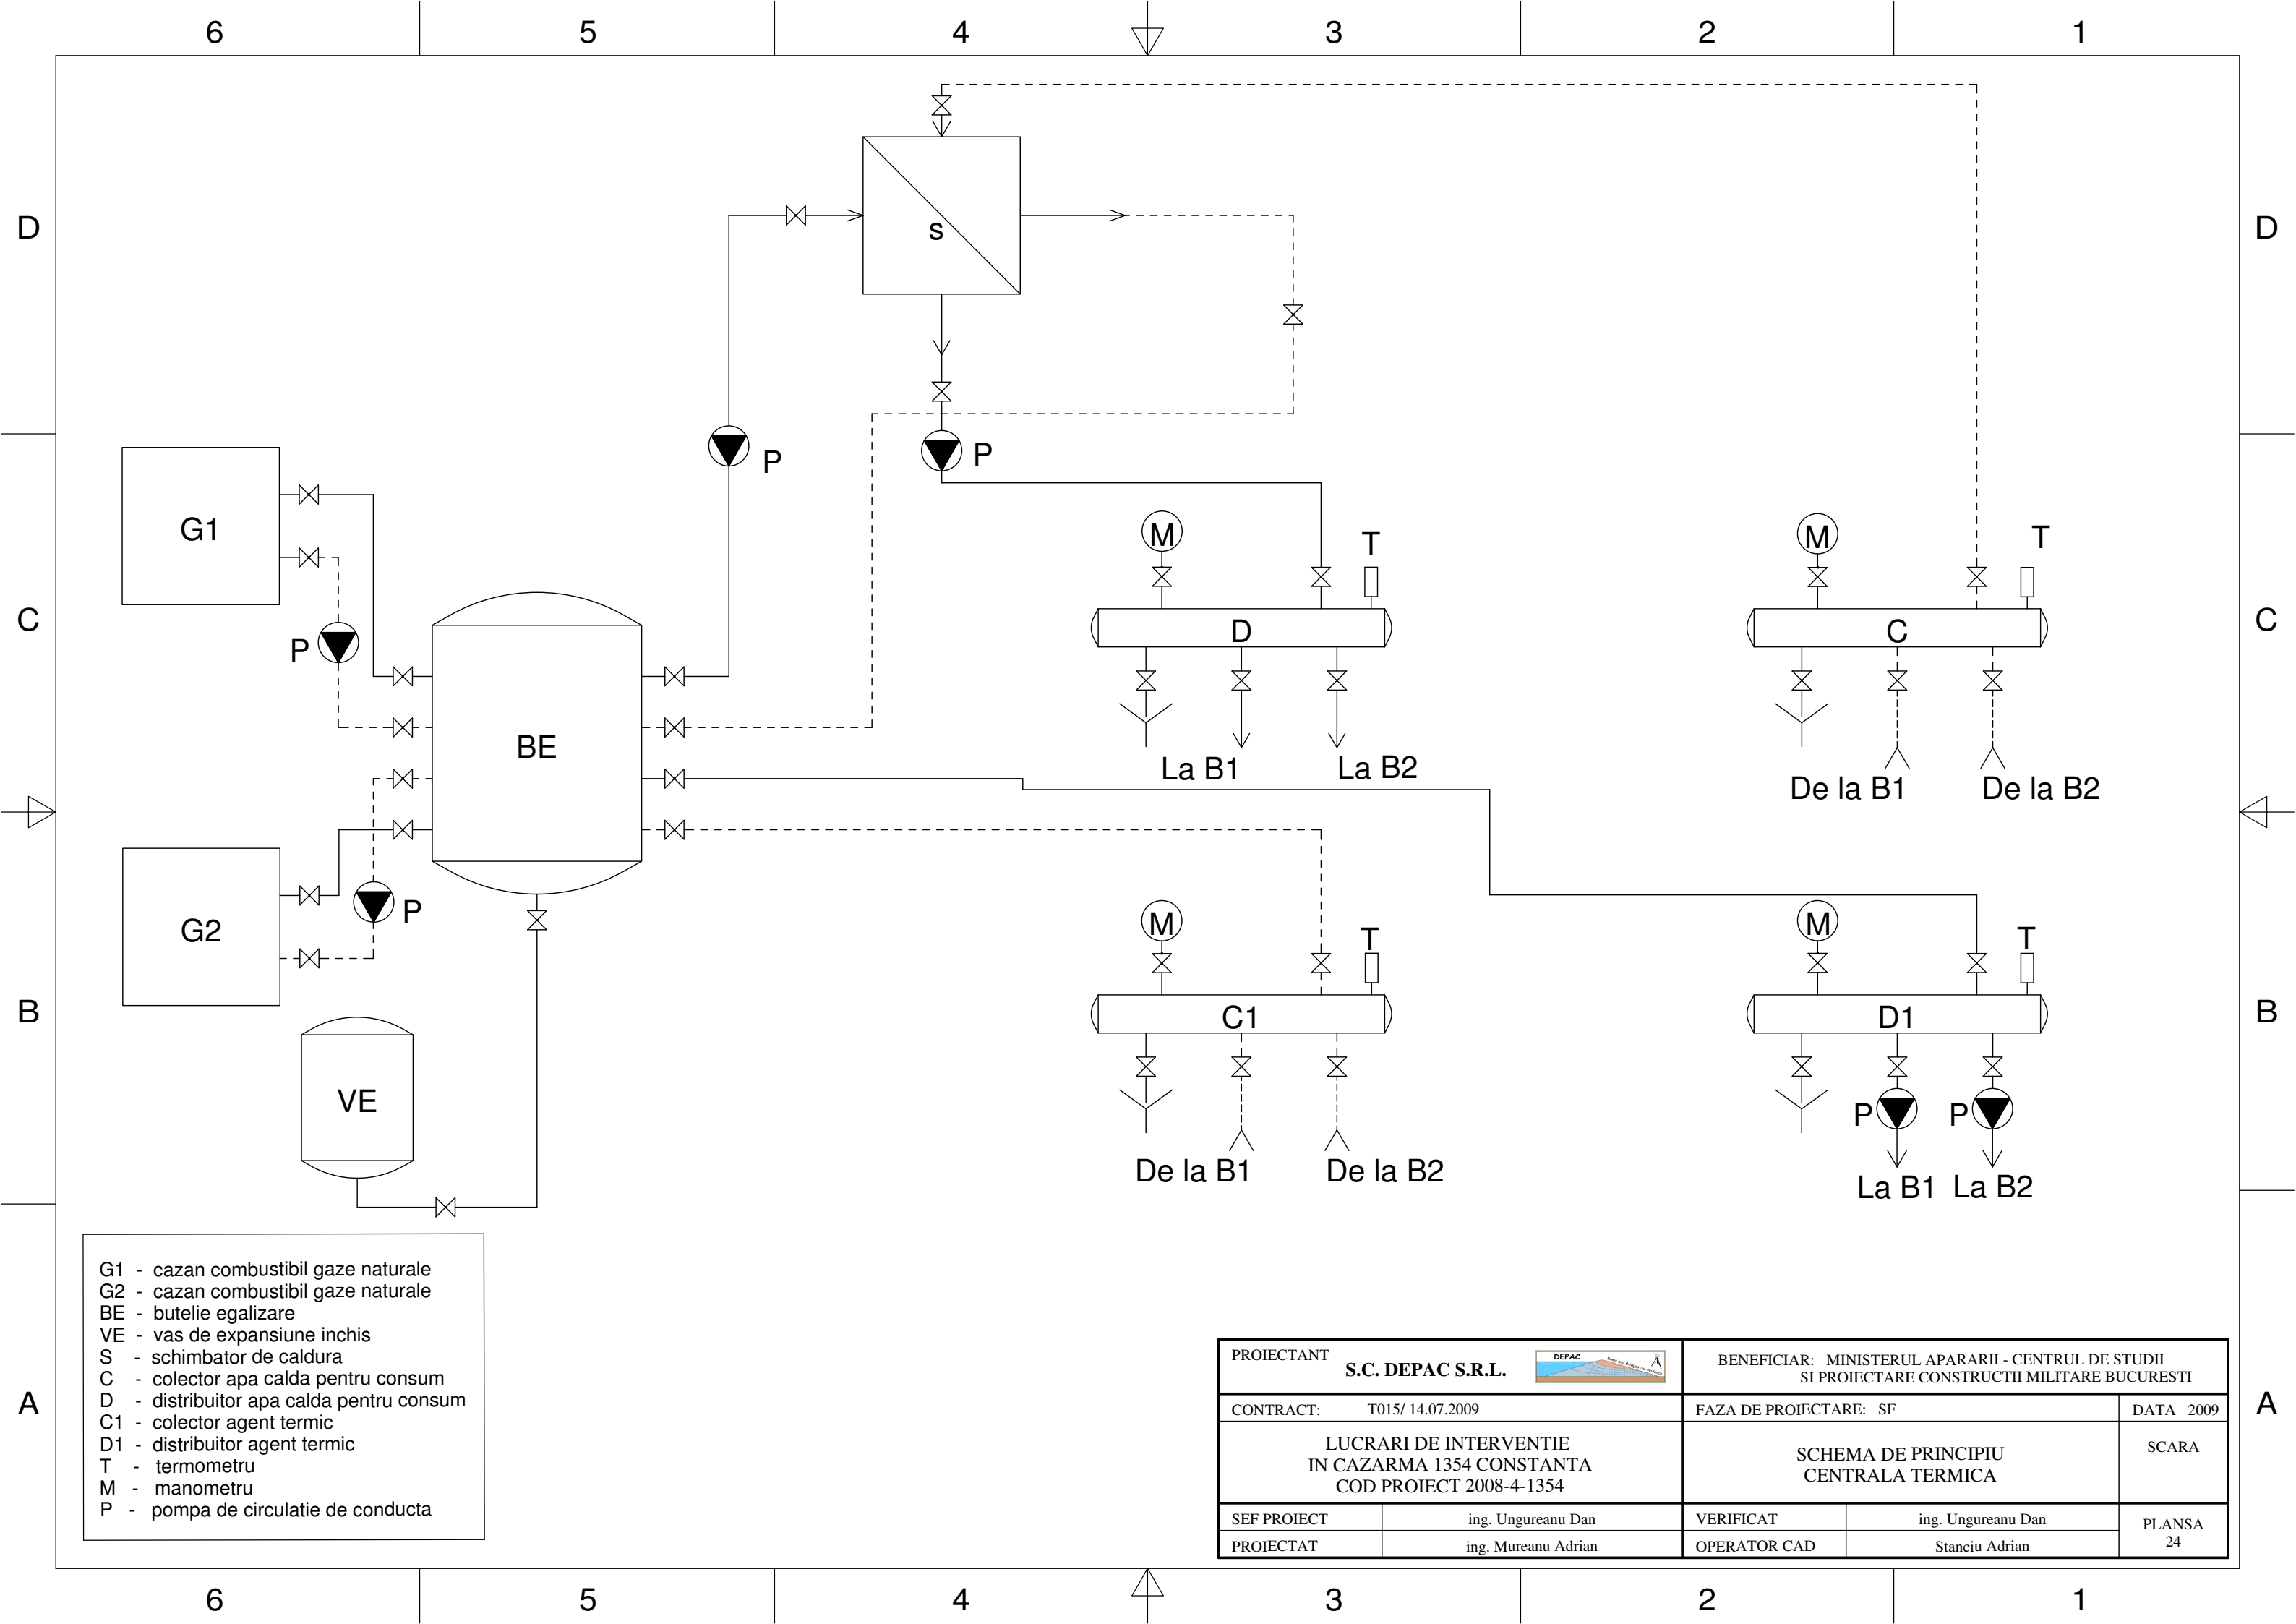 6 5 4 3 2 1
D D
s
P
P
G1
M T
M T
C C
P
D
C
BE
La B1 La B2
De la B1 De la B2
G2
P
M T
M T
B B
C1
D1
VE
P P
De la B1 De la B2
La B1 La B2
G1 - cazan combustibil gaze naturale
G2 - cazan combustibil gaze naturale
BE - butelie egalizare
VE - vas de expansiune inchis
S - schimbator de caldura
C - colector apa calda pentru consum
D - distribuitor apa calda pentru consum
C1 - colector agent termic
D1 - distribuitor agent termic
T - termometru
M - manometru
P - pompa de circulatie de conducta
A A
PROIECTANT S.C. DEPAC S.R.L.
DEPAC
BENEFICIAR: MINISTERUL APARARII - CENTRUL DE STUDII
SI PROIECTARE CONSTRUCTII MILITARE BUCURESTI
CONTRACT: T015/ 14.07.2009
FAZA DE PROIECTARE: SF
DATA 2009
LUCRARI DE INTERVENTIE
IN CAZARMA 1354 CONSTANTA
COD PROIECT 2008-4-1354
SCHEMA DE PRINCIPIU
CENTRALA TERMICA
SCARA
SEF PROIECT ing. Ungureanu Dan
VERIFICAT ing. Ungureanu Dan
PROIECTAT ing. Mureanu Adrian
OPERATOR CAD Stanciu Adrian
PLANSA
24
6 5 4 3 2 1